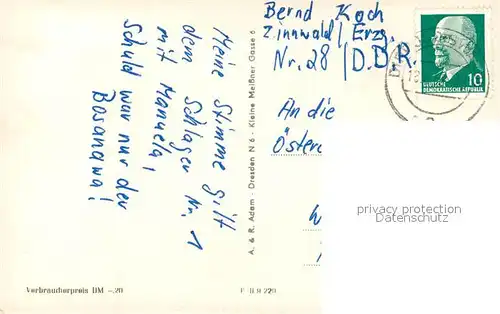 Meine Stimme gilt
dem Schlager Nr. 1
mit Manuela,
Schuld war nur der
Bosanova!
A. & R. Adam - Dresden N 6 - Kleine Meißner Gasse 6
Bernd Koch
Zinnwald / Erzg.
Nr. 28 / D.D.R.
An die
Öster
DEUTSCHE
DEMOKRATISCHE REPUBLIK
10
privacy protection
datenschutz
Verbraucherpreis DM -,20